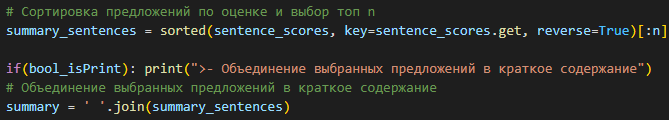 # Сортировка предложений по оценке и выбор топ n
summary_sentences = sorted(sentence_scores, key=sentence_scores.get, reverse=True)[:n]
if(bool_isPrint): print(">- Объединение выбранных предложений в краткое содержание")
# Объединение выбранных предложений в краткое содержание
summary = ' '.join(summary_sentences)